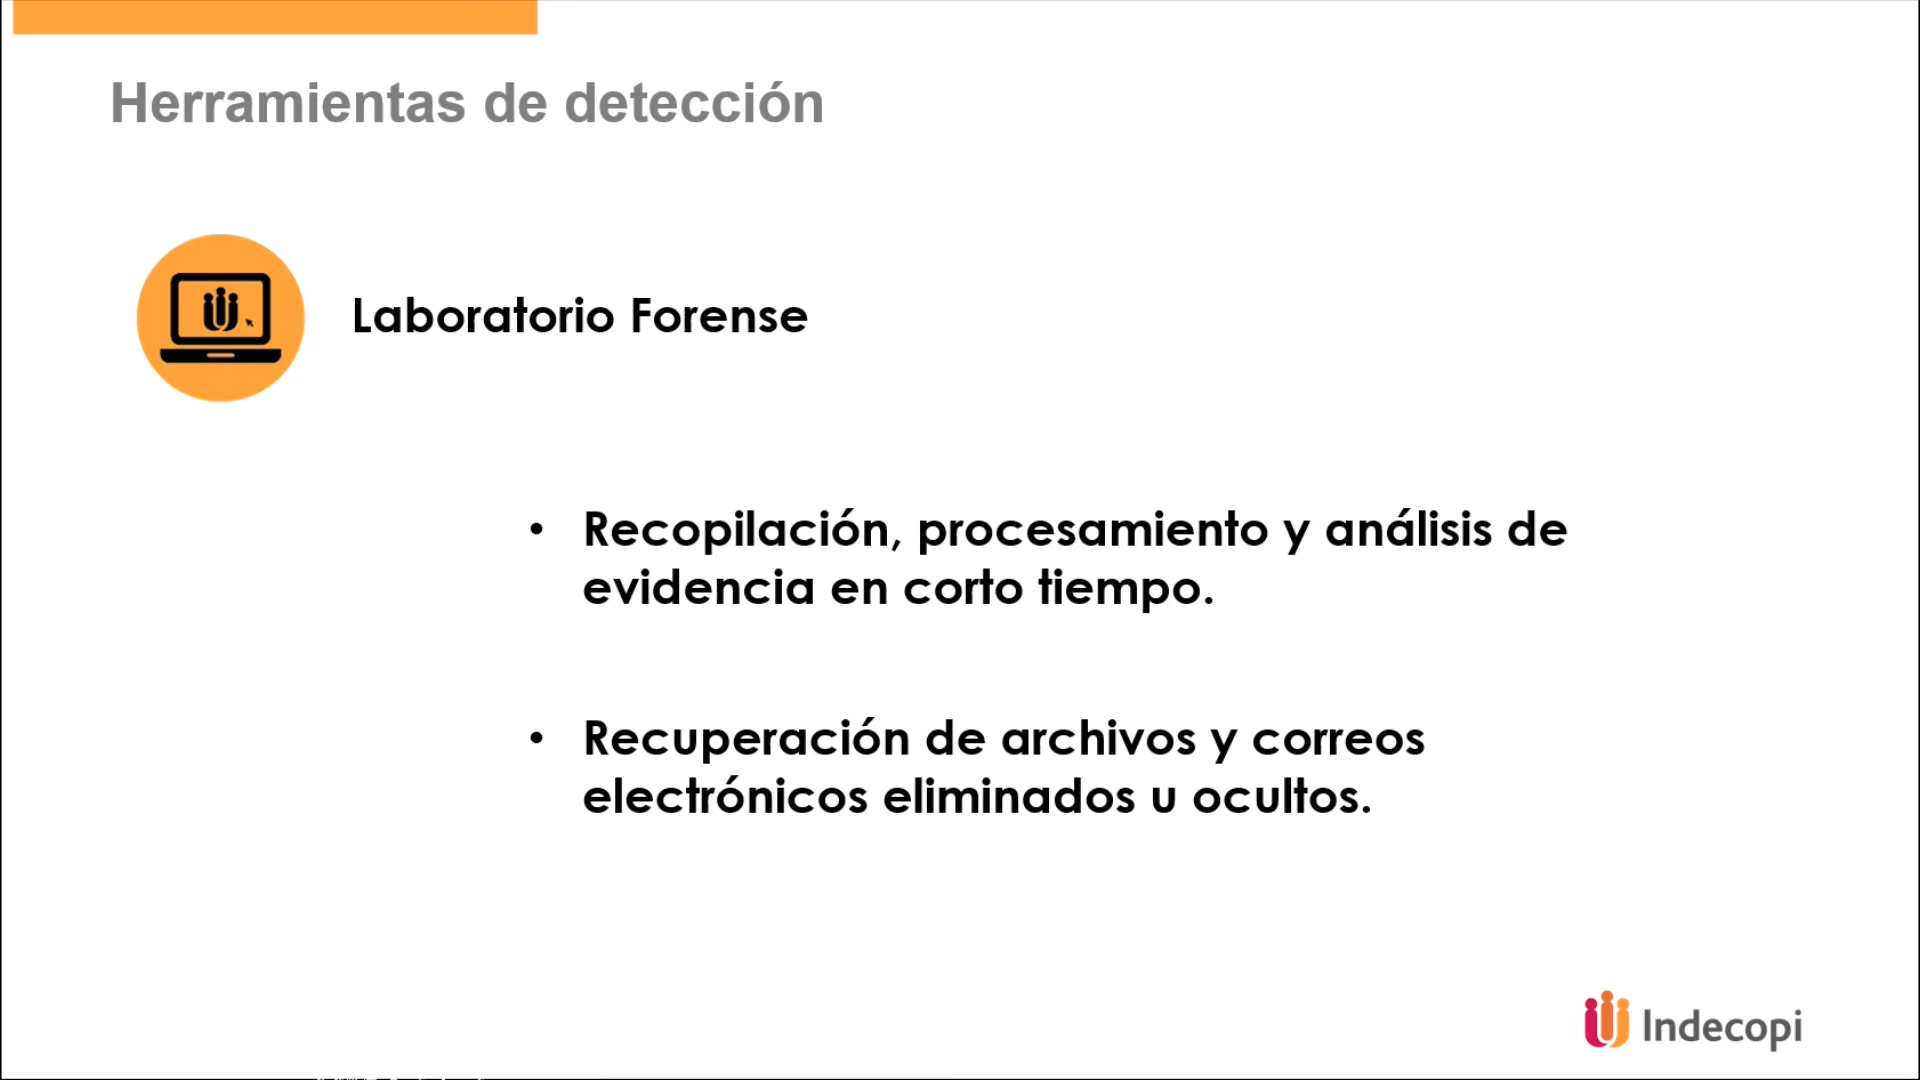 Herramientas de detección
Laboratorio Forense
• Recopilación, procesamiento y análisis de
evidencia en corto tiempo.
• Recuperación de archivos y correos
electrónicos eliminados u ocultos.
Indecopi